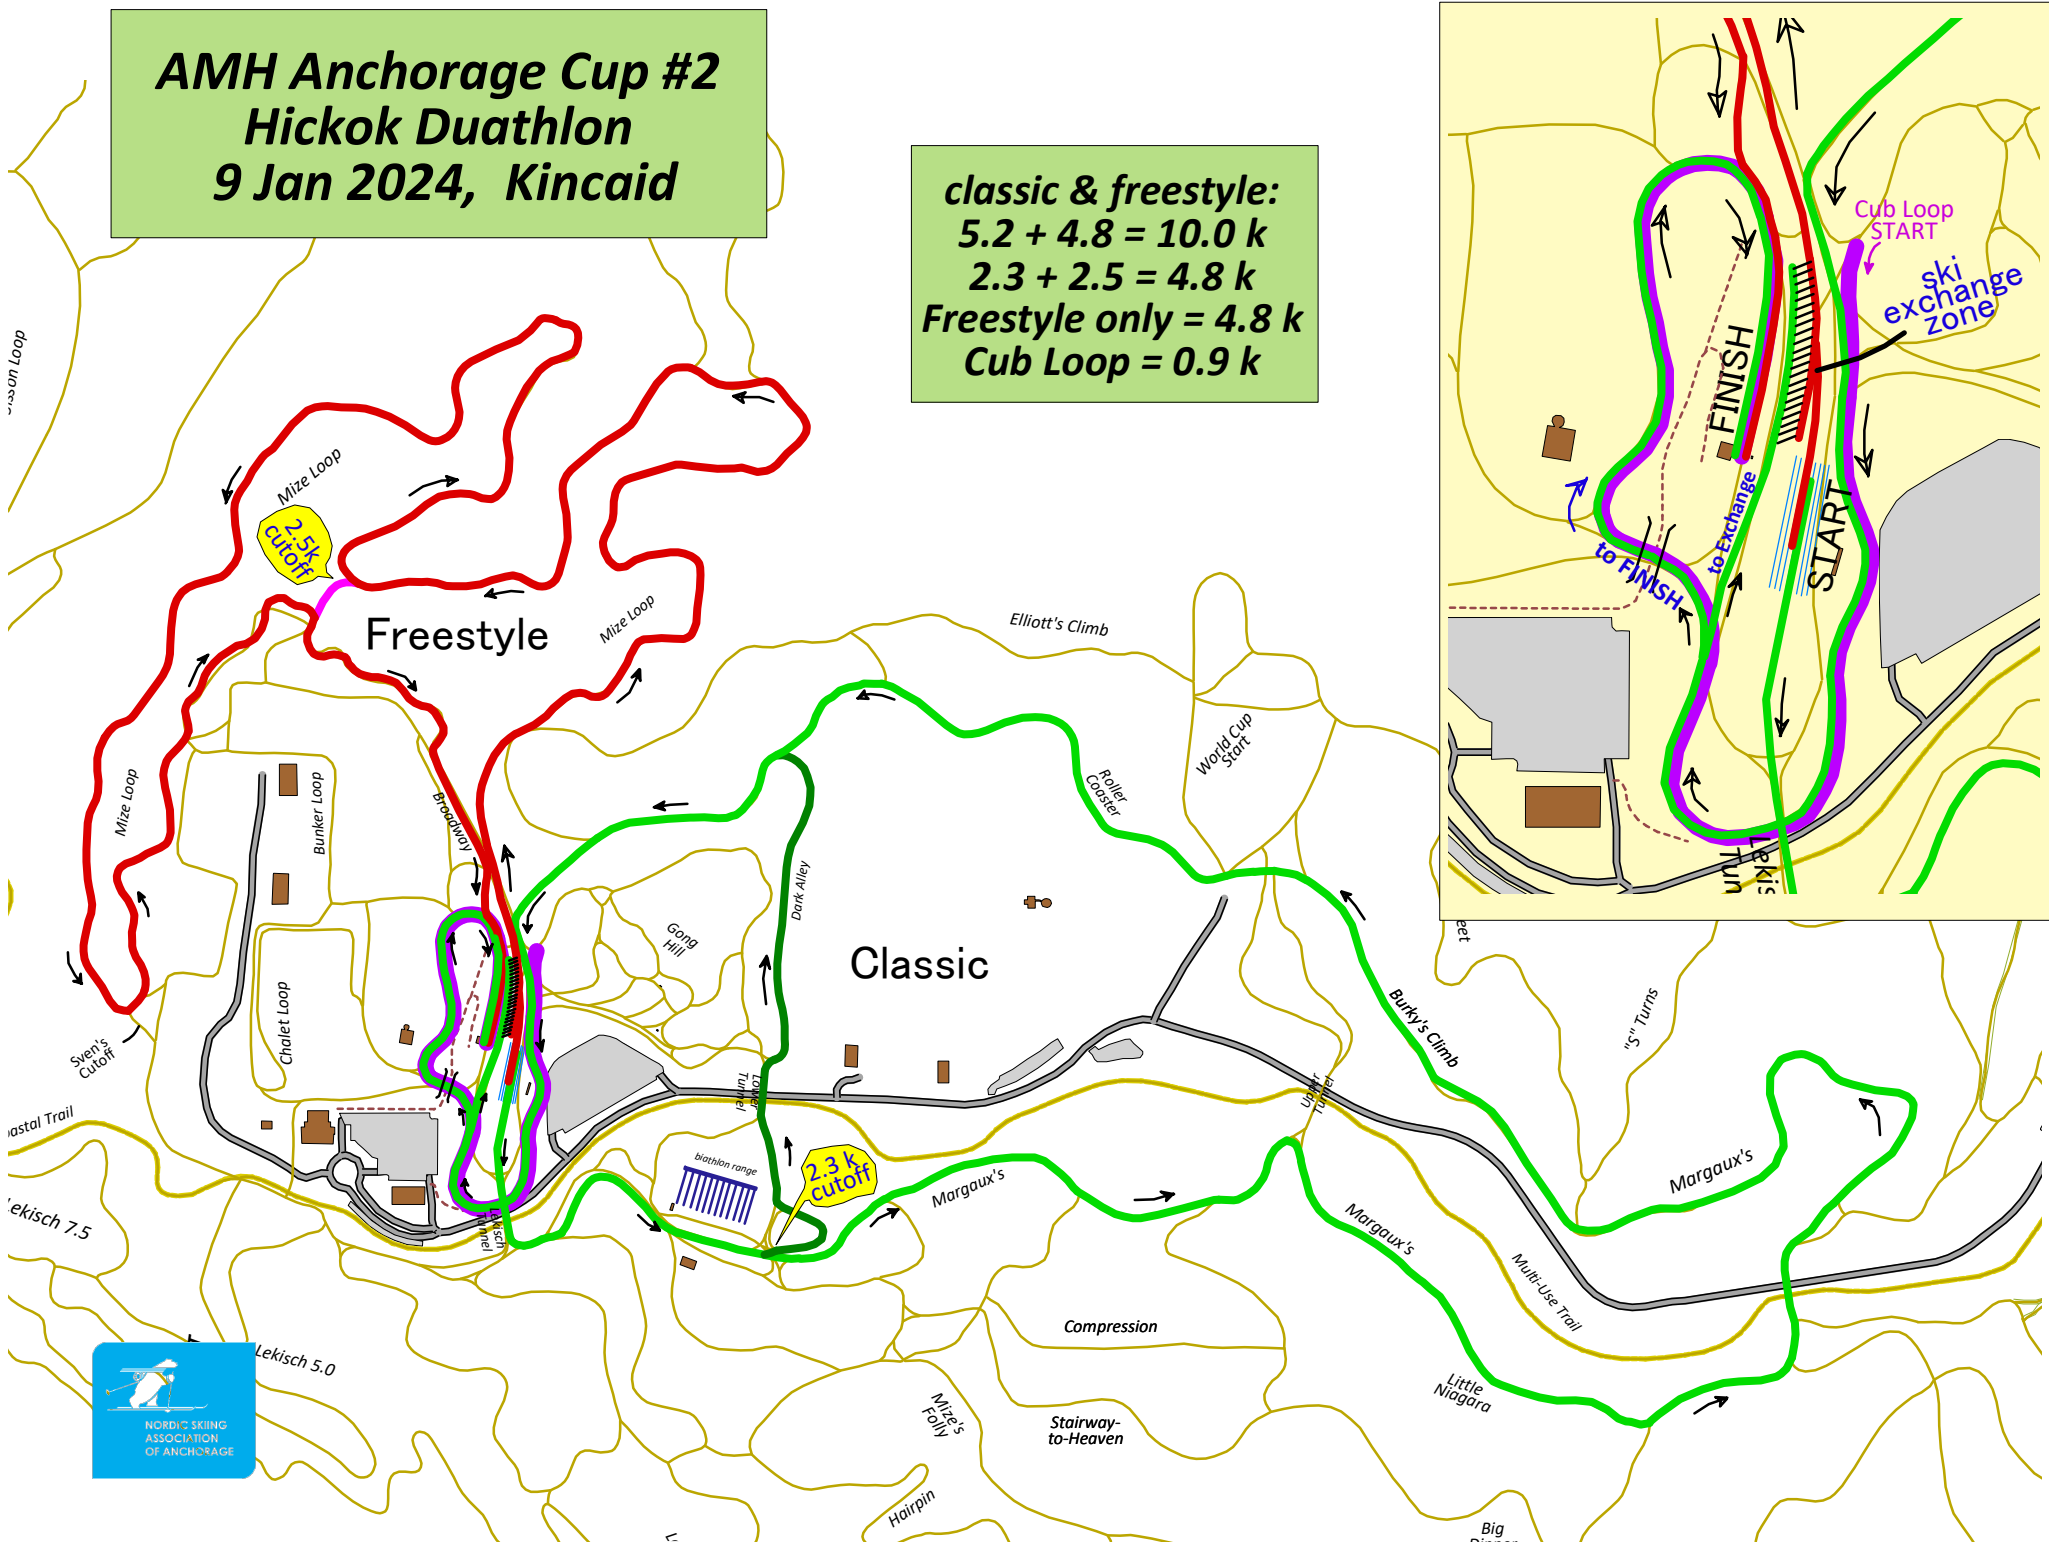 AMH Anchorage Cup #2
Hickok Duathlon
9 Jan 2024, Kincaid
classic & freestyle:
5.2 + 4.8 = 10.0 k
2.3 + 2.5 = 4.8 k
Freestyle only = 4.8 k
Cub Loop = 0.9 k
Cub Loop
START
ski
exchange
zone
FINISH
START
to Exchange
to FINISH
Mize Loop
2.5k
cutoff
Freestyle
Mize Loop
Elliott's Climb
World Cup
Start
Roller
Coaster
Mize Loop
Bunker Loop
Broadway
Dark Alley
Gong
Hill
Classic
Chalet Loop
Sven's
Cutoff
Burky's Climb
"S" Turns
Lower
Tunnel
Upper
Tunnel
Coastal Trail
biathlon range
2.3 k
cutoff
Margaux's
Margaux's
Margaux's
Lekisch
Tunnel
Lekisch 7.5
Multi-Use Trail
Compression
Lekisch 5.0
Little
Niagara
Mize's
Folly
Stairway-
to-Heaven
NORDIC SKIING
ASSOCIATION
OF ANCHORAGE
Hairpin
Big